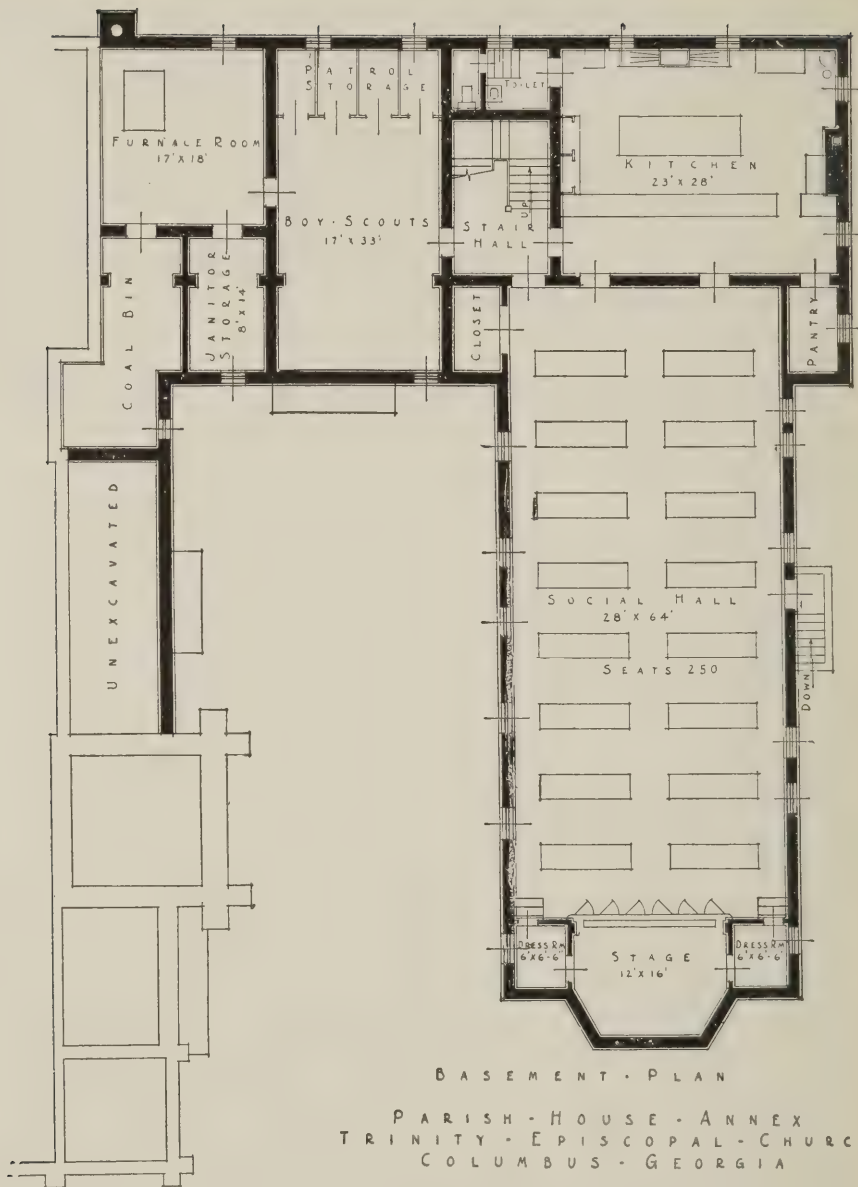 PATROL
STORAGE
TOILET
FURNACE ROOM
17' X 18'
KITCHEN
23' X 28'
BOY - SCOUTS
17' X 33'
UP
STAIR
HALL
COAL BIN
JANITOR
STORAGE
8' X 14'
CLOSET
PANTRY
UNEXCAVATED
SOCIAL HALL
28' X 64'
SEATS 250
DOWN
DRESS RM
6' X 6'-6"
STAGE
12' X 16'
DRESS RM
6' X 6'-6"
BASEMENT - PLAN
PARISH - HOUSE - ANNEX
TRINITY - EPISCOPAL - CHURC
COLUMBUS - GEORGIA